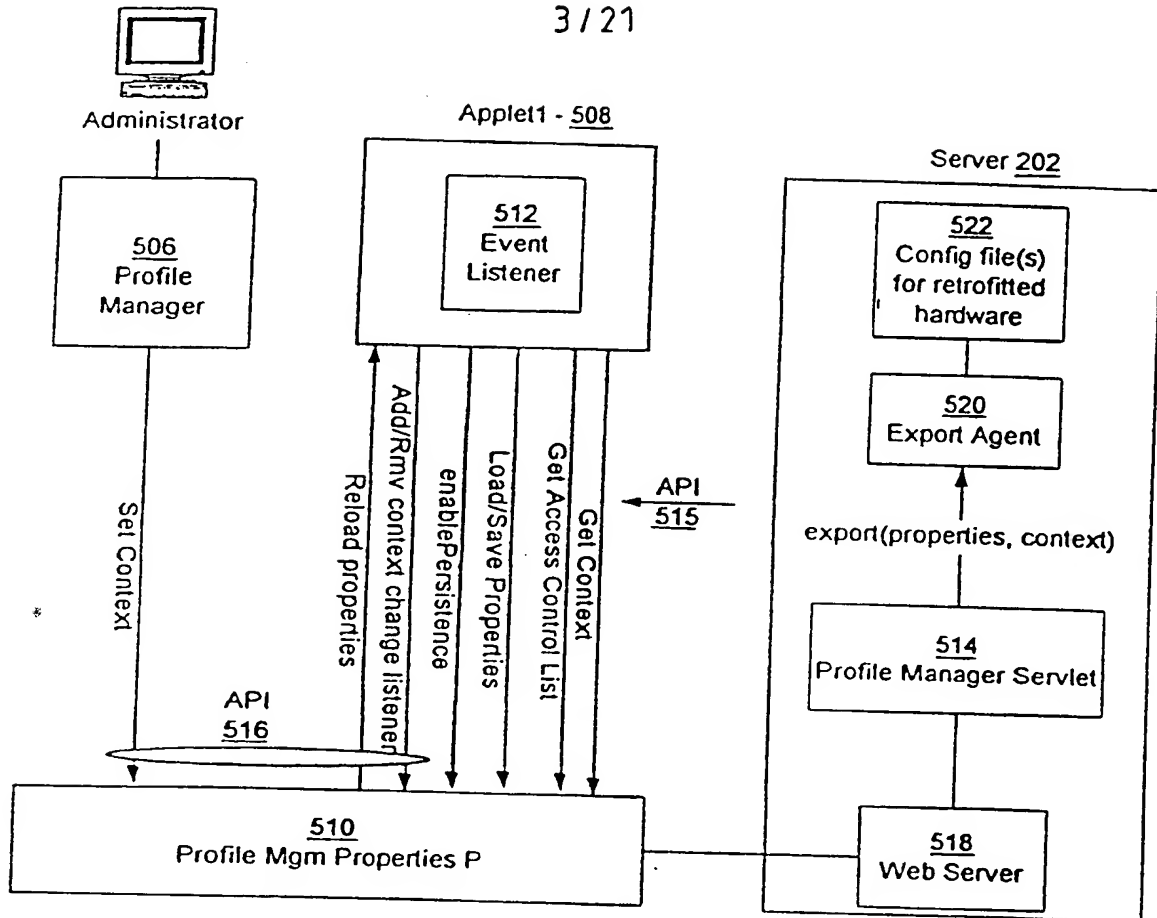 3/21
Administrator
506
Profile
Manager
Applet1 - 508
512
Event
Listener
Server 202
522
Config file(s)
for retrofitted
hardware
520
Export Agent
export(properties, context)
514
Profile Manager Servlet
518
Web Server
Set Context
Reload properties
Add/Rmv context change listener
enablePersistence
Load/Save Properties
Get Access Control List
Get Context
API
515
API
516
510
Profile Mgm Properties P